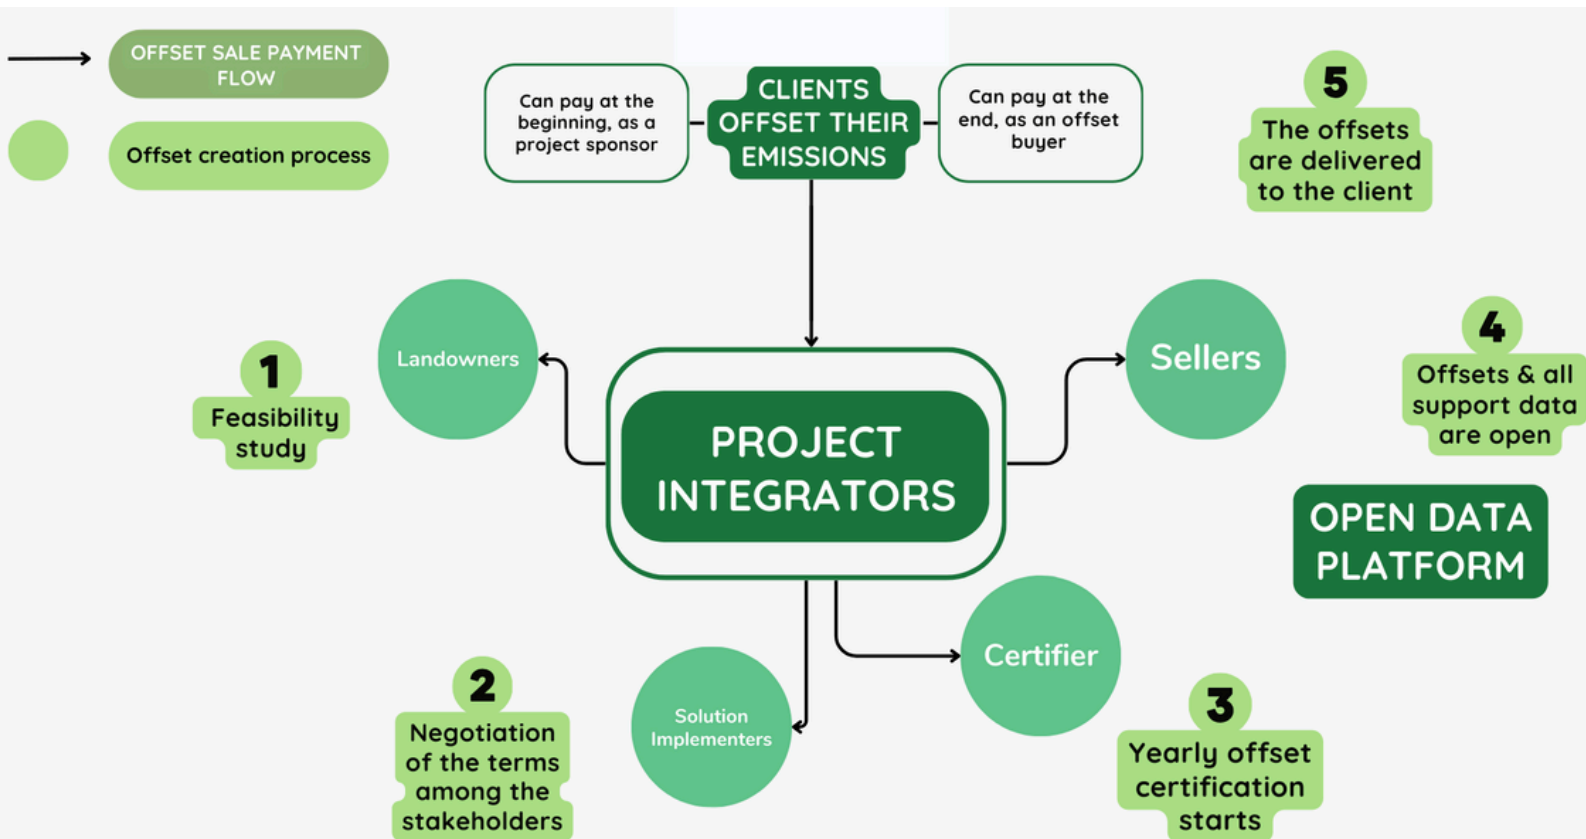 OFFSET SALE PAYMENT
FLOW
Offset creation process
Can pay at the
beginning, as a
project sponsor
CLIENTS
OFFSET THEIR
EMISSIONS
Can pay at the
end, as an offset
buyer
5
The offsets
are delivered
to the client
Landowners
Sellers
1
Feasibility
study
4
Offsets & all
support data
are open
PROJECT
INTEGRATORS
OPEN DATA
PLATFORM
Certifier
2
Negotiation
of the terms
among the
stakeholders
Solution
Implementers
3
Yearly offset
certification
starts